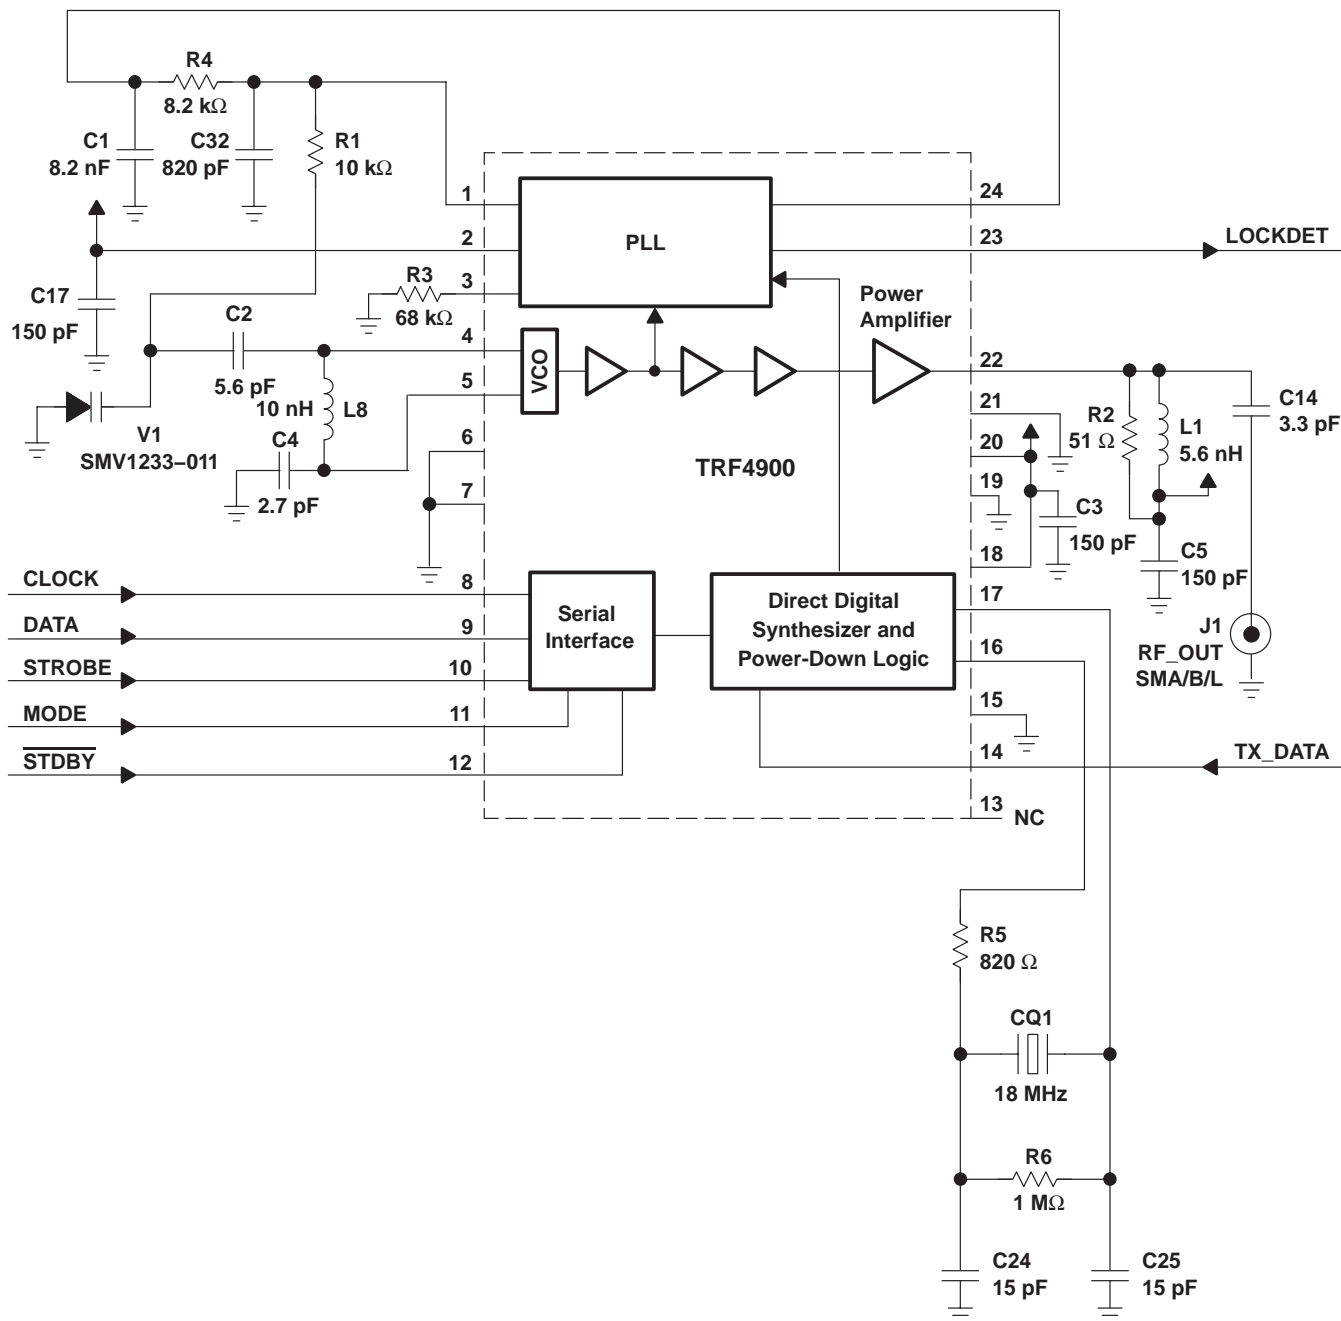 R4
8.2 kΩ
C1
8.2 nF
C32
820 pF
R1
10 kΩ
1
24
PLL
2
23
LOCKDET
R3
3
68 kΩ
C17
150 pF
Power
Amplifier
C2
4
5.6 pF
VCO
22
5
10 nH
L8
21
C14
3.3 pF
R2
51 Ω
L1
5.6 nH
V1
SMV1233–011
C4
2.7 pF
6
20
TRF4900
7
19
C3
150 pF
18
C5
150 pF
CLOCK
8
17
DATA
9
Serial
Interface
Direct Digital
Synthesizer and
Power-Down Logic
16
J1
RF_OUT
SMA/B/L
STROBE
10
MODE
11
15
STDBY
12
14
TX_DATA
13
NC
R5
820 Ω
CQ1
18 MHz
R6
1 MΩ
C24
15 pF
C25
15 pF